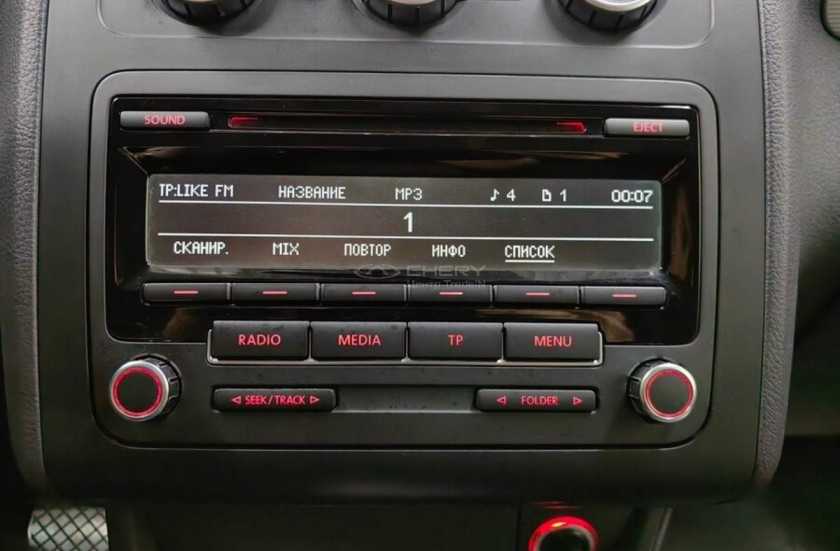 SOUND
EJECT
TP:LIKE FM НАЗВАНИЕ MP3 4 1 00:07
1
СКАНИР. MIX ПОВТОР ИНФО СПИСОК
CHERY
RADIO MEDIA TP MENU
SEEK/TRACK FOLDER